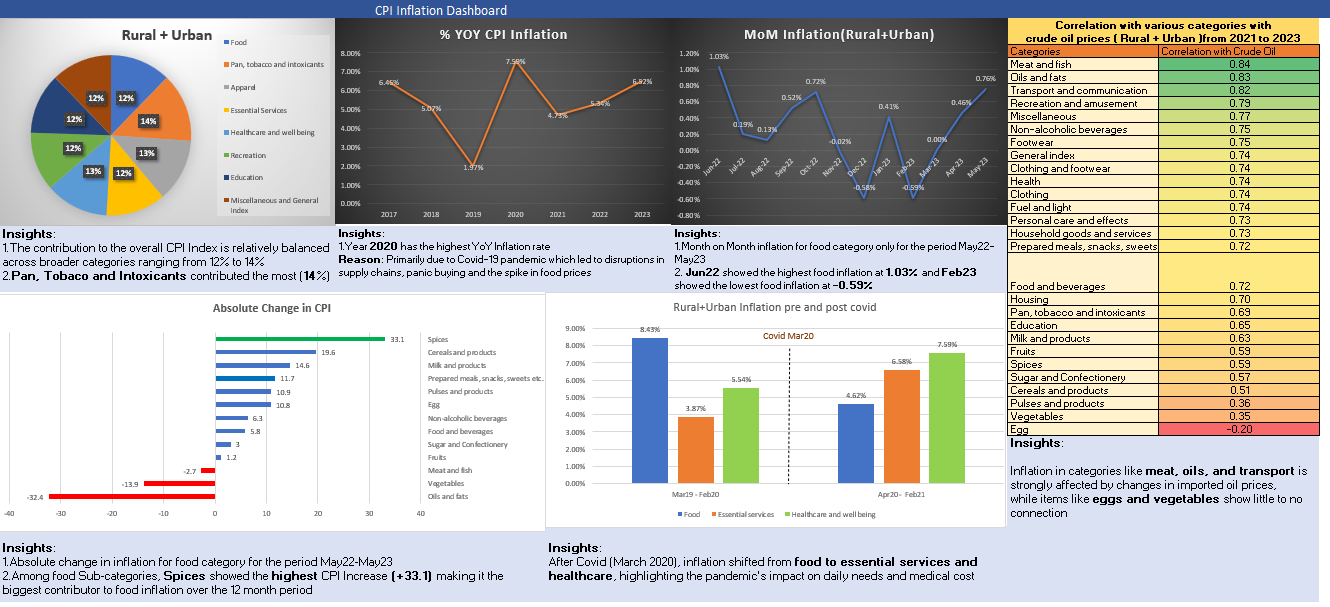 CPI Inflation Dashboard
Rural + Urban
Food
Pan, tobacco and intoxicants
Apparel
Essential Services
Healthcare and well being
Recreation
Education
Miscellaneous and General
Index
12%
12%
14%
12%
13%
12%
13%
12%
Insights:
1.The contribution to the overall CPI Index is relatively balanced
across broader categories ranging from 12% to 14%
2.Pan, Tobaco and Intoxicants contributed the most (14%)
% YOY CPI Inflation
8.00%
7.00%
6.00%
5.00%
4.00%
3.00%
2.00%
1.00%
0.00%
6.46%
5.07%
1.97%
7.59%
4.73%
5.34%
6.52%
2017 2018 2019 2020 2021 2022 2023
Insights:
1.Year 2020 has the highest YoY Inflation rate
Reason: Primarily due to Covid-19 pandemic which led to disruptions in
supply chains, panic buying and the spike in food prices
MoM Inflation(Rural+Urban)
1.20%
1.00%
0.80%
0.60%
0.40%
0.20%
0.00%
-0.20%
-0.40%
-0.60%
-0.80%
1.03%
0.19%
0.13%
0.52%
0.72%
-0.02%
-0.58%
0.41%
-0.59%
0.00%
0.46%
0.76%
Jun-22 Jul-22 Aug-22 Sep-22 Oct-22 Nov-22 Dec-22 Jan-23 Feb-23 Mar-23 Apr-23 May-23
Insights:
1.Month on Month inflation for food category only for the period May22-
May23
2. Jun22 showed the highest food inflation at 1.03% and Feb23
showed the lowest food inflation at -0.59%
Correlation with various categories with
crude oil prices ( Rural + Urban )from 2021 to 2023
Categories Correlation with Crude Oil
Meat and fish 0.84
Oils and fats 0.83
Transport and communication 0.82
Recreation and amusement 0.79
Miscellaneous 0.77
Non-alcoholic beverages 0.75
Footwear 0.75
General index 0.74
Clothing and footwear 0.74
Health 0.74
Clothing 0.74
Fuel and light 0.74
Personal care and effects 0.73
Household goods and services 0.73
Prepared meals, snacks, sweets 0.72
Food and beverages 0.72
Housing 0.70
Pan, tobacco and intoxicants 0.69
Education 0.65
Milk and products 0.63
Fruits 0.59
Spices 0.59
Sugar and Confectionery 0.57
Cereals and products 0.51
Pulses and products 0.36
Vegetables 0.35
Egg -0.20
Insights:
Inflation in categories like meat, oils, and transport is
strongly affected by changes in imported oil prices,
while items like eggs and vegetables show little to no
connection
Absolute Change in CPI
33.1 Spices
19.6 Cereals and products
14.6 Milk and products
11.7 Prepared meals, snacks, sweets etc.
10.9 Pulses and products
10.8 Egg
6.3 Non-alcoholic beverages
5.8 Food and beverages
3 Sugar and Confectionery
1.2 Fruits
-2.7 Meat and fish
-13.9 Vegetables
-32.4 Oils and fats
-40 -30 -20 -10 0 10 20 30 40
Insights:
1.Absolute change in inflation for food category for the period May22-May23
2.Among food Sub-categories, Spices showed the highest CPI Increase (+33.1) making it the
biggest contributor to food inflation over the 12 month period
Rural+Urban Inflation pre and post covid
9.00%
8.00%
7.00%
6.00%
5.00%
4.00%
3.00%
2.00%
1.00%
0.00%
8.43%
3.87%
5.54%
Covid Mar20
4.62%
6.58%
7.59%
Mar19 - Feb20 Apr20 - Feb21
Food Essential services Healthcare and well being
Insights:
After Covid (March 2020), inflation shifted from food to essential services and
healthcare, highlighting the pandemic's impact on daily needs and medical cost